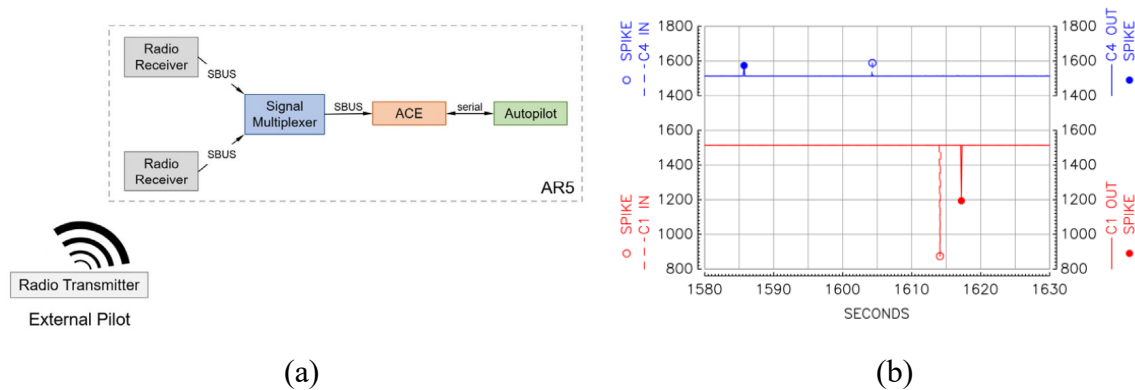 Radio
Receiver
SBUS
Signal
Multiplexer
SBUS
ACE
serial
Autopilot
SBUS
Radio
Receiver
AR5
Radio Transmitter
External Pilot
(a)
SPIKE
C4 IN
1800
1600
1400
1800
1600
1400
C4 OUT
SPIKE
SPIKE
C1 IN
1600
1400
1200
1000
800
1600
1400
1200
1000
800
C1 OUT
SPIKE
1580 1590 1600 1610 1620 1630
SECONDS
(b)